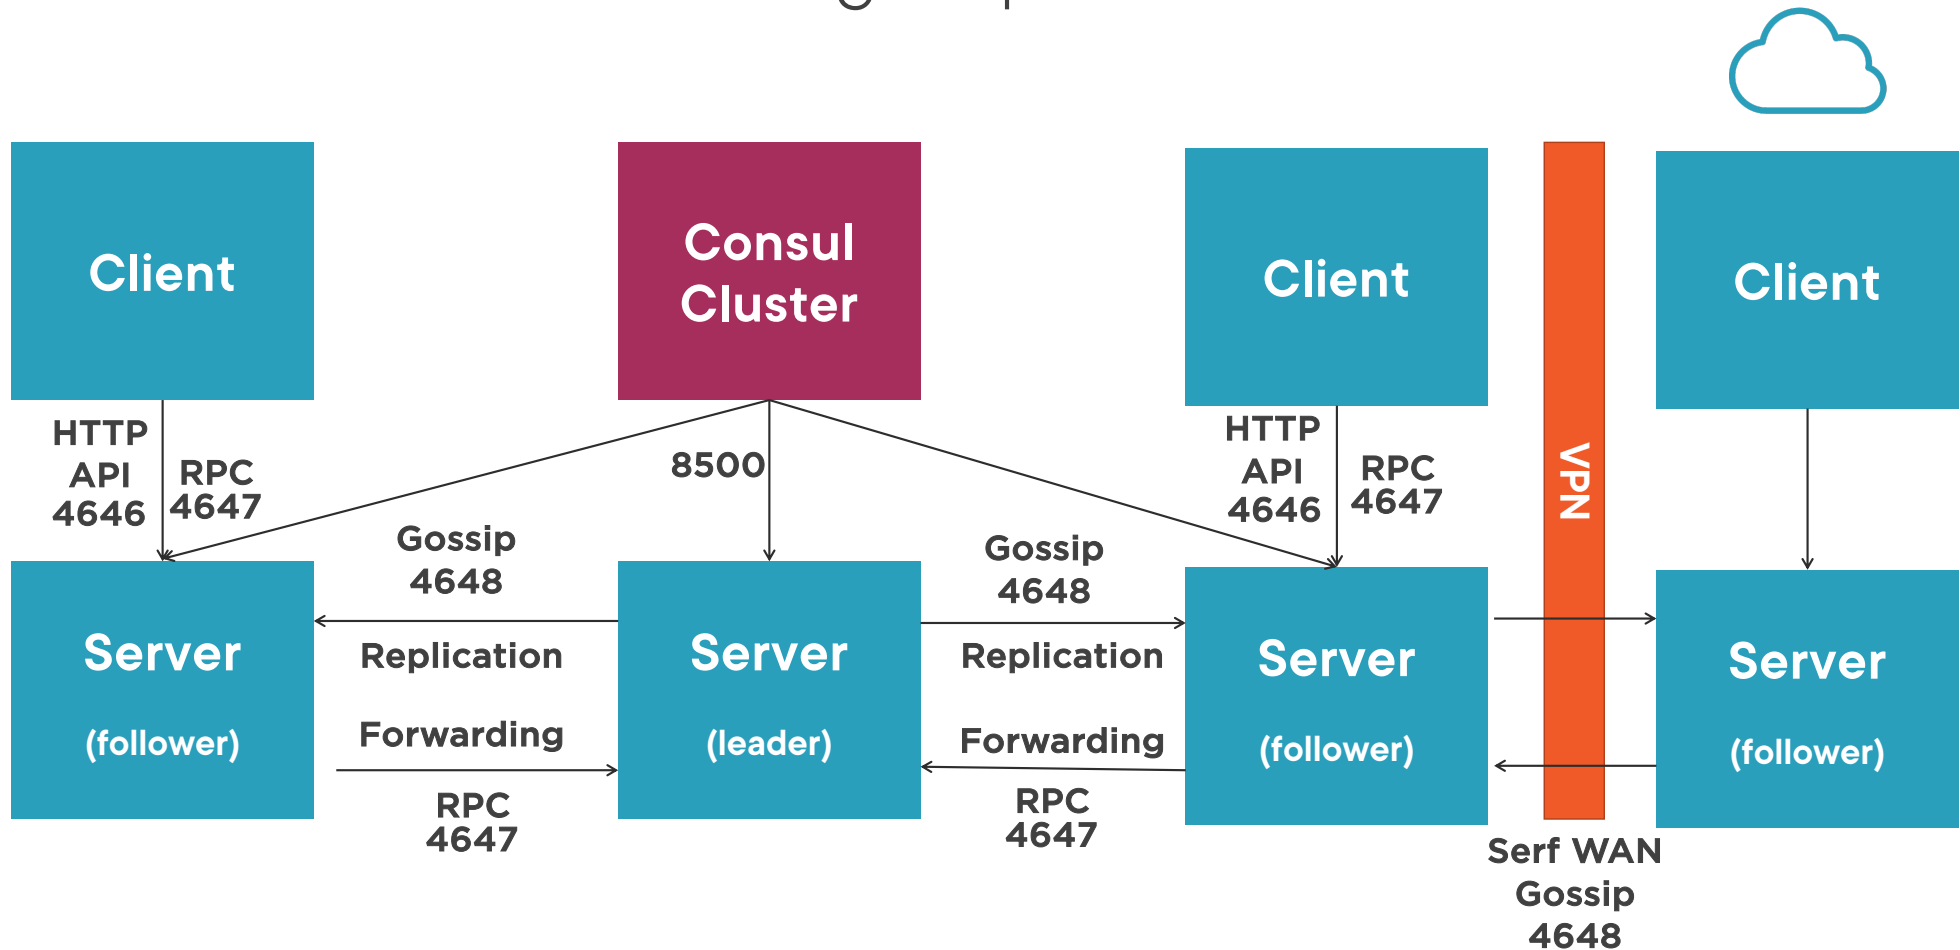 Client
Consul
Cluster
Client
Client
HTTP
API
4646
RPC
4647
8500
HTTP
API
4646
RPC
4647
VPN
Gossip
4648
Gossip
4648
Server
(follower)
Replication
Forwarding
RPC
4647
Server
(leader)
Replication
Forwarding
RPC
4647
Server
(follower)
Server
(follower)
Serf WAN
Gossip
4648